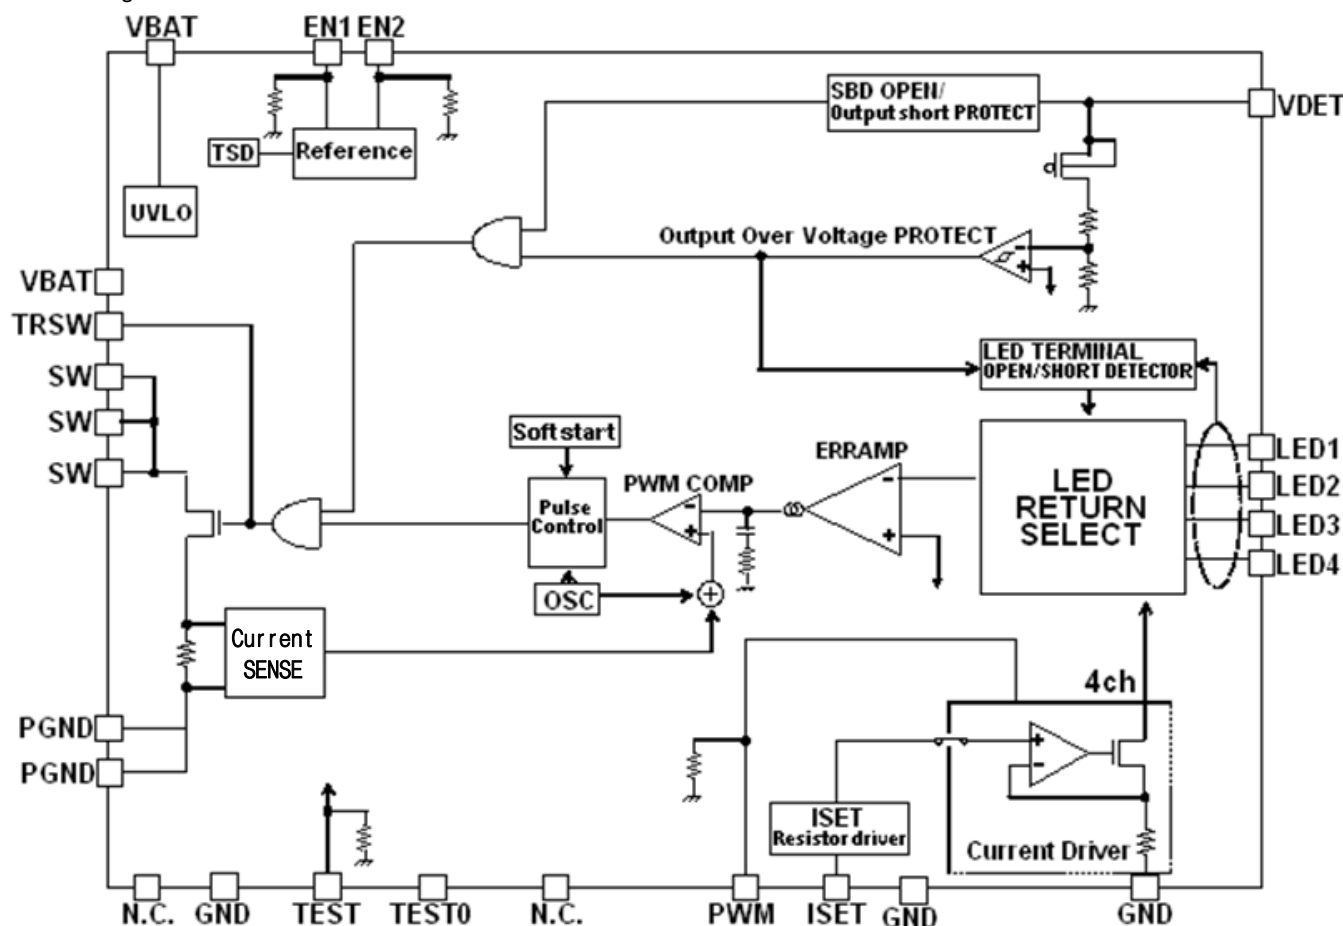 VBAT
EN1 EN2
SBD OPEN/
Output short PROTECT
VDET
TSD
Reference
UVLO
Output Over Voltage PROTECT
-
+
VBAT
TRSW
SW
SW
SW
LED TERMINAL
OPEN/SHORT DETECTOR
Soft start
Pulse
Control
PWM COMP
-
+
ERRAMP
-
+
LED
RETURN
SELECT
LED1
LED2
LED3
LED4
OSC
+
Current
SENSE
PGND
PGND
4ch
+
-
ISET
Resistor driver
Current Driver
N.C.
GND
TEST
TEST0
N.C.
PWM
ISET
GND
GND